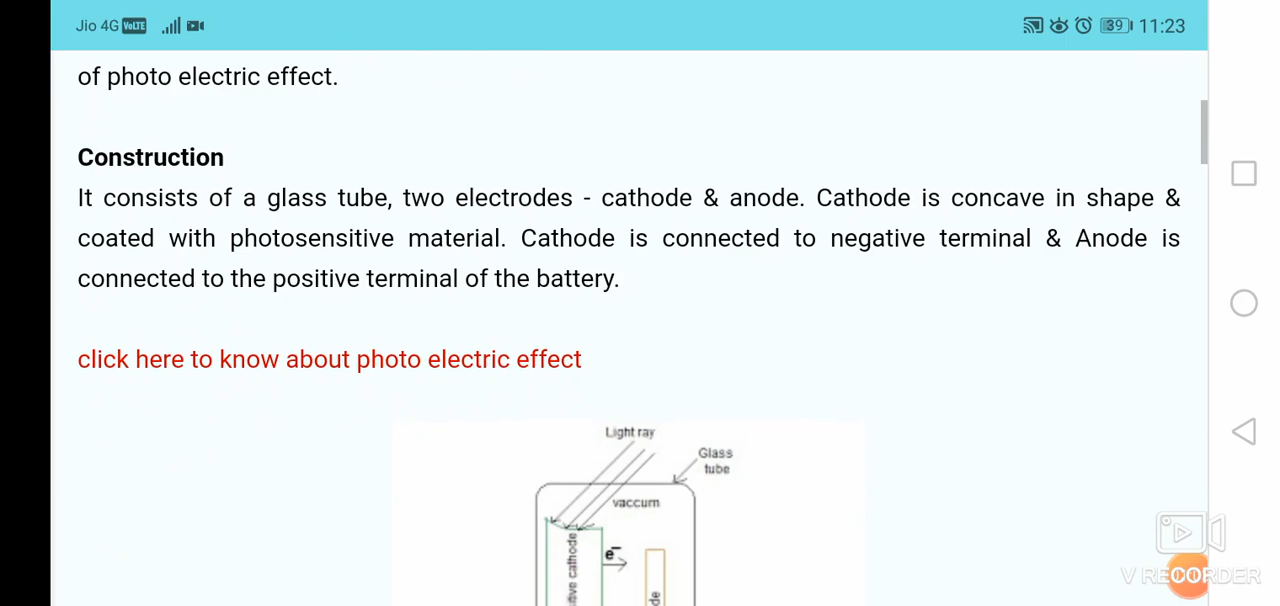 Jio 4G VoLTE 39 11:23
of photo electric effect.
Construction
It consists of a glass tube, two electrodes - cathode & anode. Cathode is concave in shape &
coated with photosensitive material. Cathode is connected to negative terminal & Anode is
connected to the positive terminal of the battery.
click here to know about photo electric effect
Light ray
Glass
tube
vaccum
cathode
e-
V RECORDER